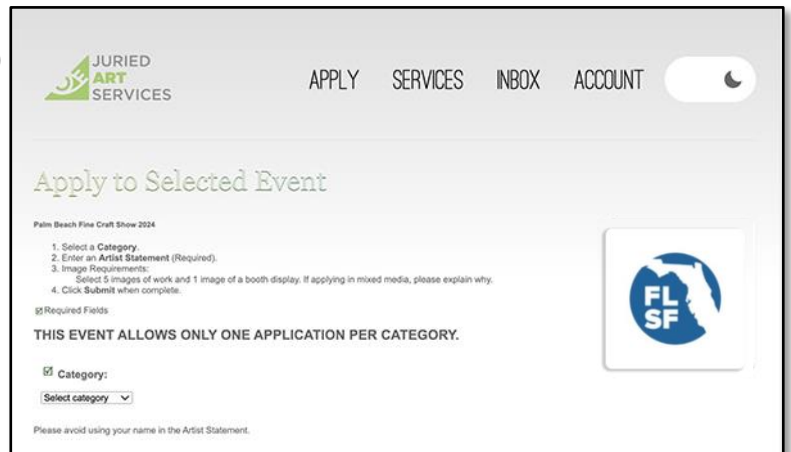 JURIED
ART
SERVICES
APPLY SERVICES INBOX ACCOUNT
Apply to Selected Event
Palm Beach Fine Craft Show 2024
1. Select a Category.
2. Enter an Artist Statement (Required).
3. Image Requirements:
Select 5 images of work and 1 image of a booth display. If applying in mixed media, please explain why.
4. Click Submit when complete.
Required Fields
THIS EVENT ALLOWS ONLY ONE APPLICATION PER CATEGORY.
Category:
Select category
Please avoid using your name in the Artist Statement.
FL
SF